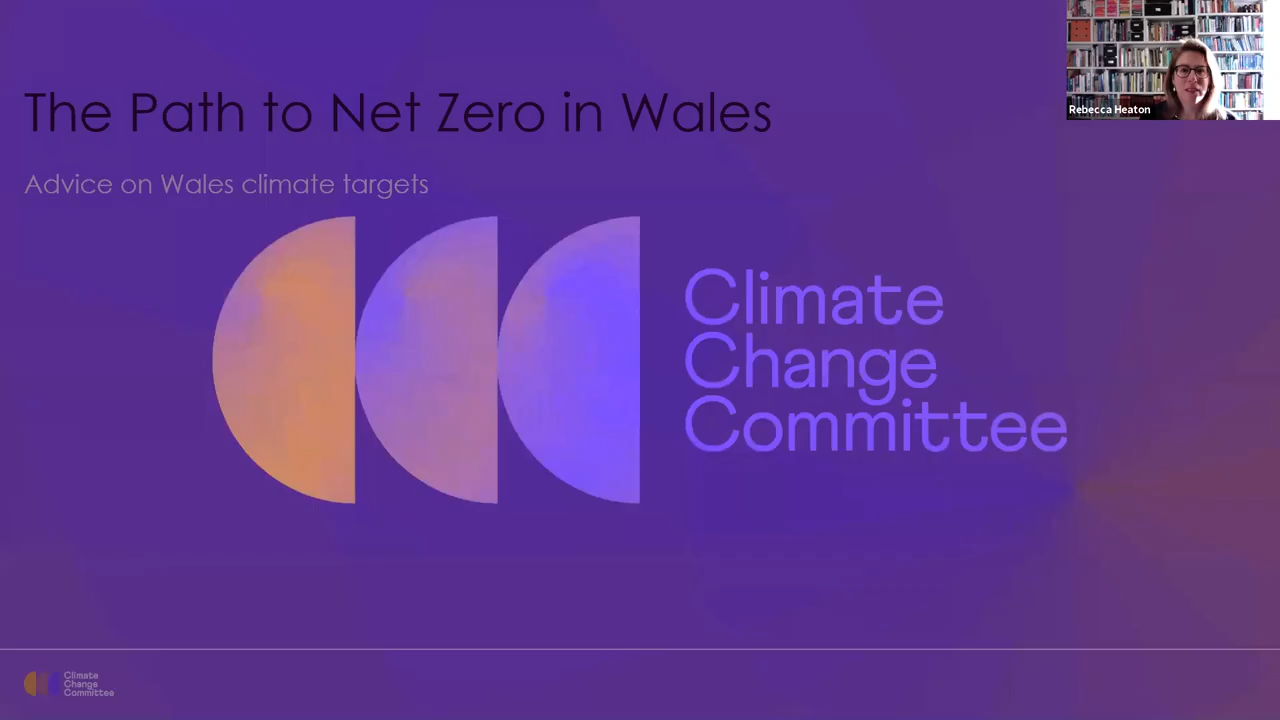 The Path to Net Zero in Wales
Advice on Wales climate targets
Rebecca Heaton
Climate
Change
Committee
Climate
Change
Committee